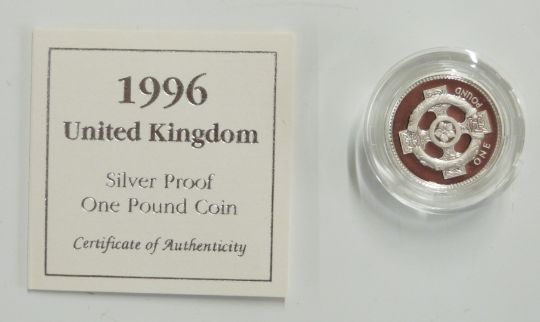 1996
United Kingdom
Silver Proof
One Pound Coin
Certificate of Authenticity
ONE
POUND